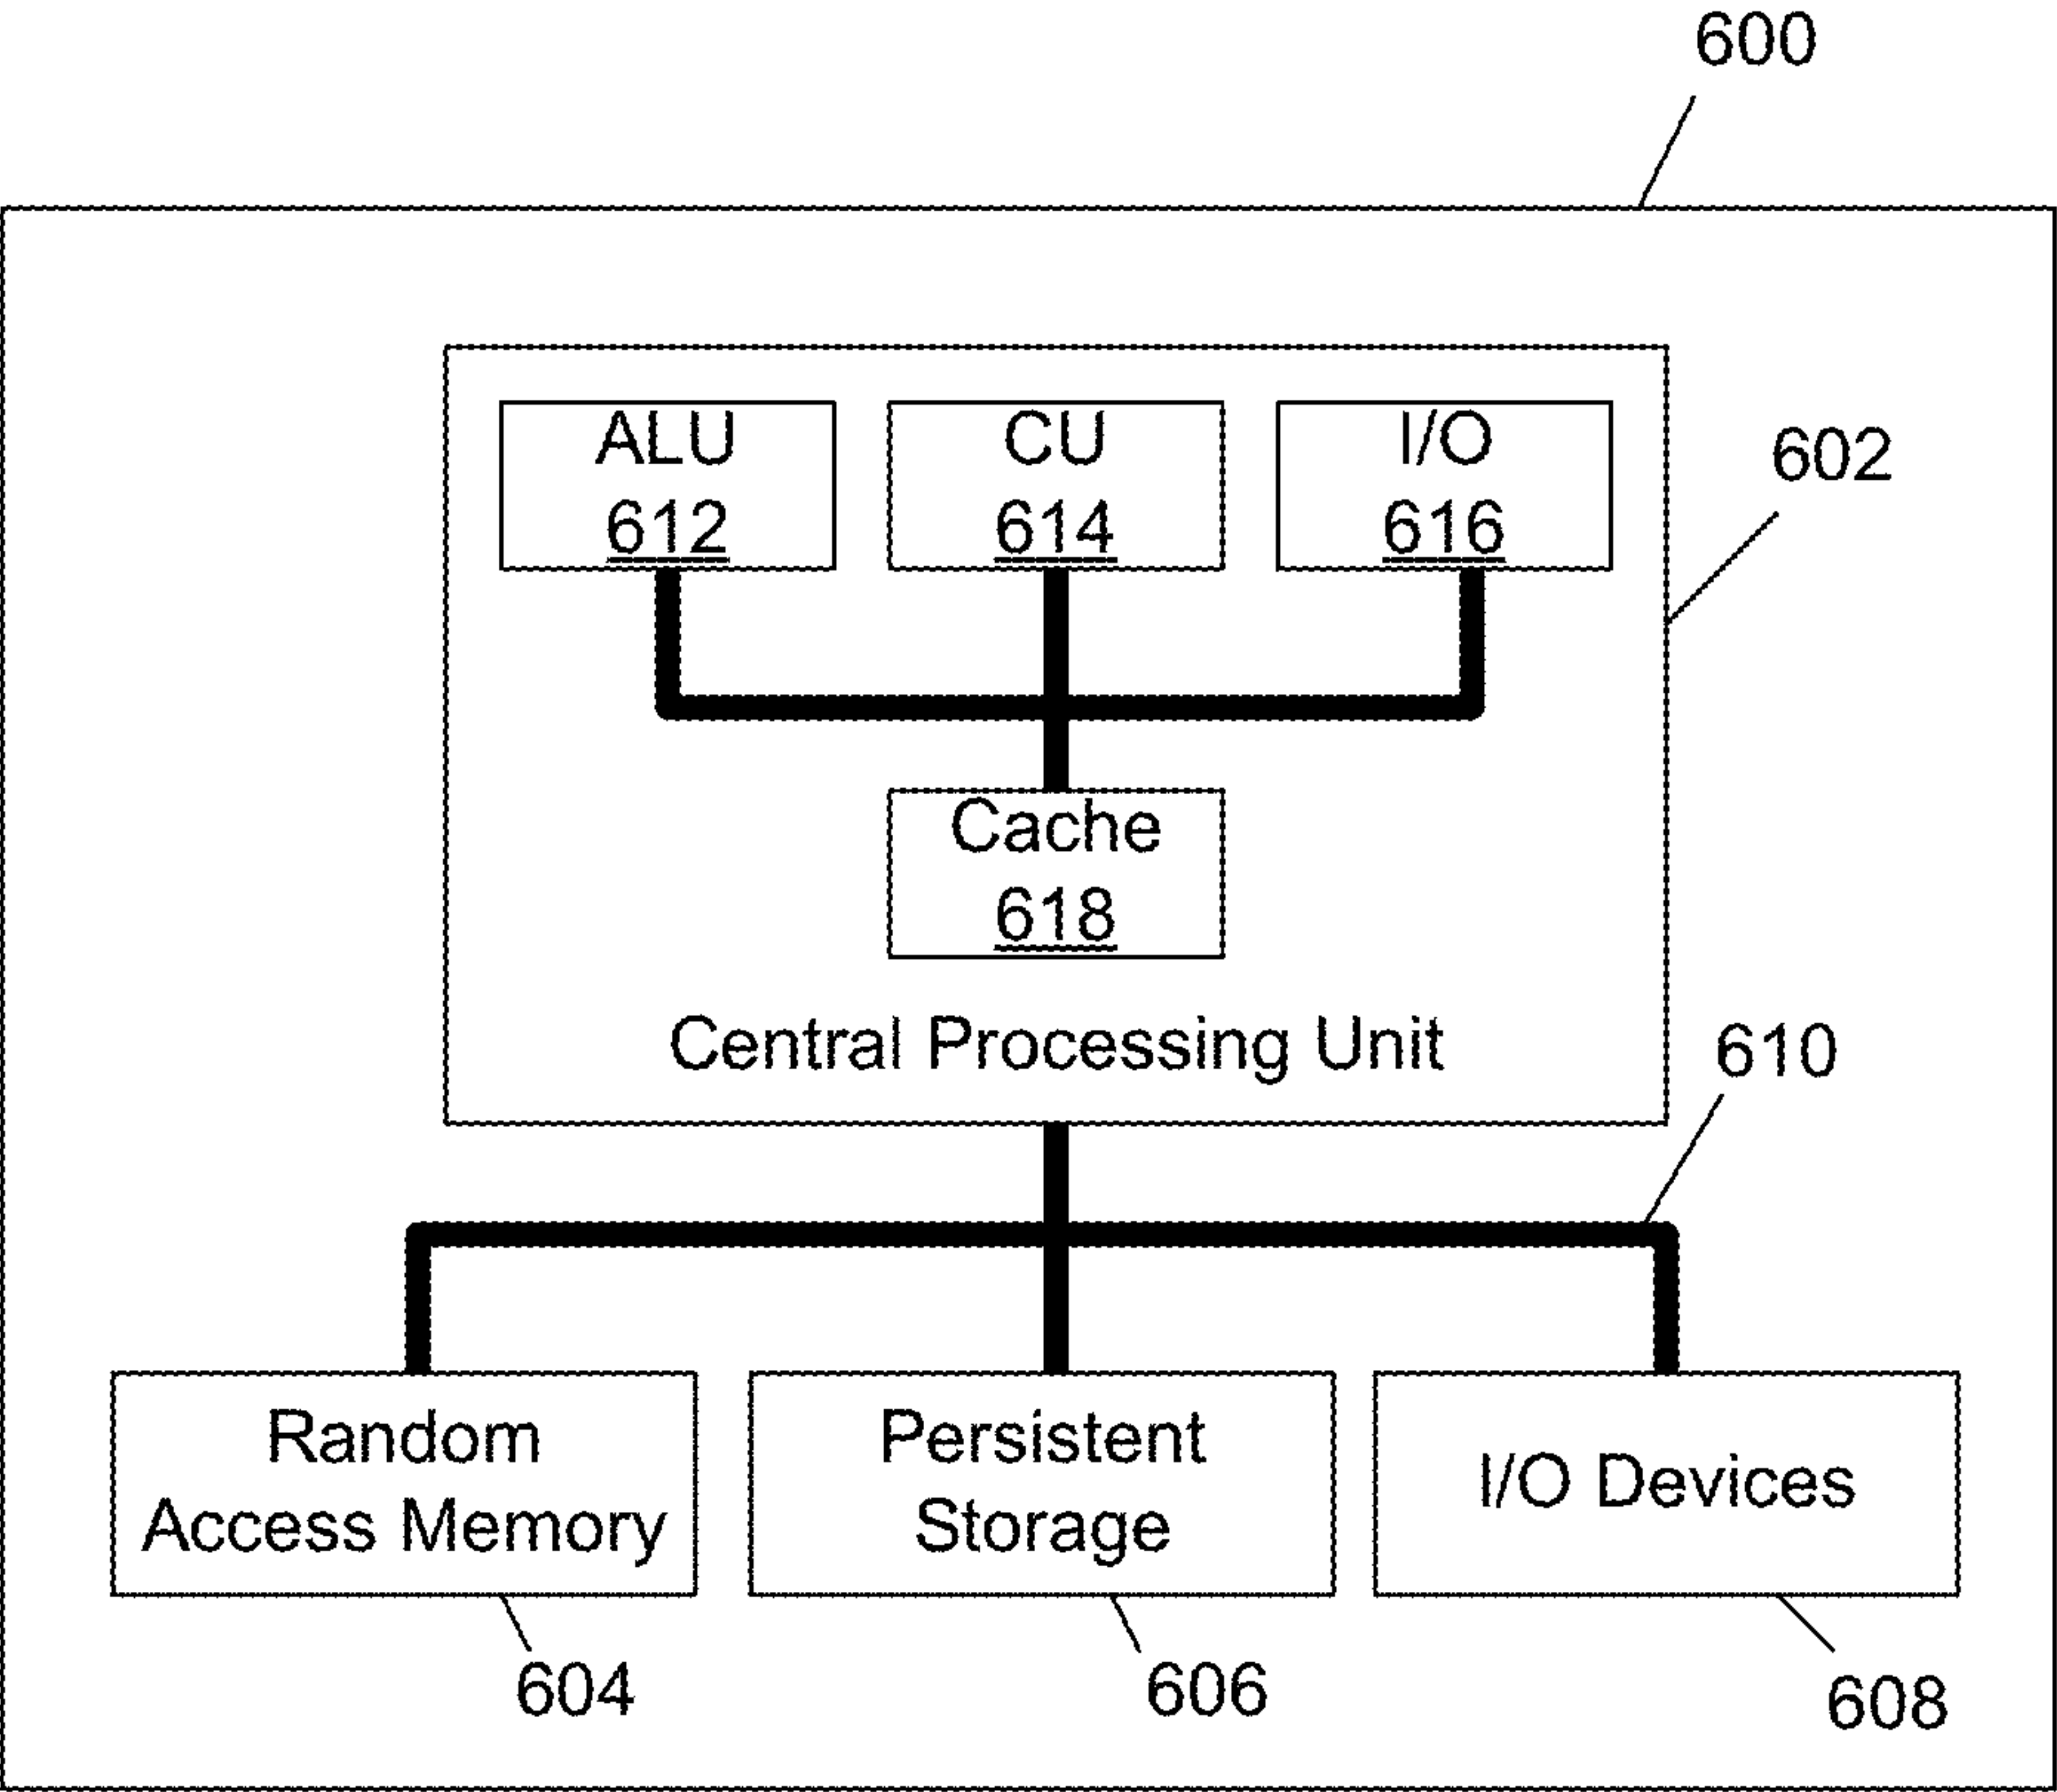 600
ALU
612
CU
614
I/O
616
602
Cache
618
Central Processing Unit
610
Random
Access Memory
Persistent
Storage
I/O Devices
604
606
608